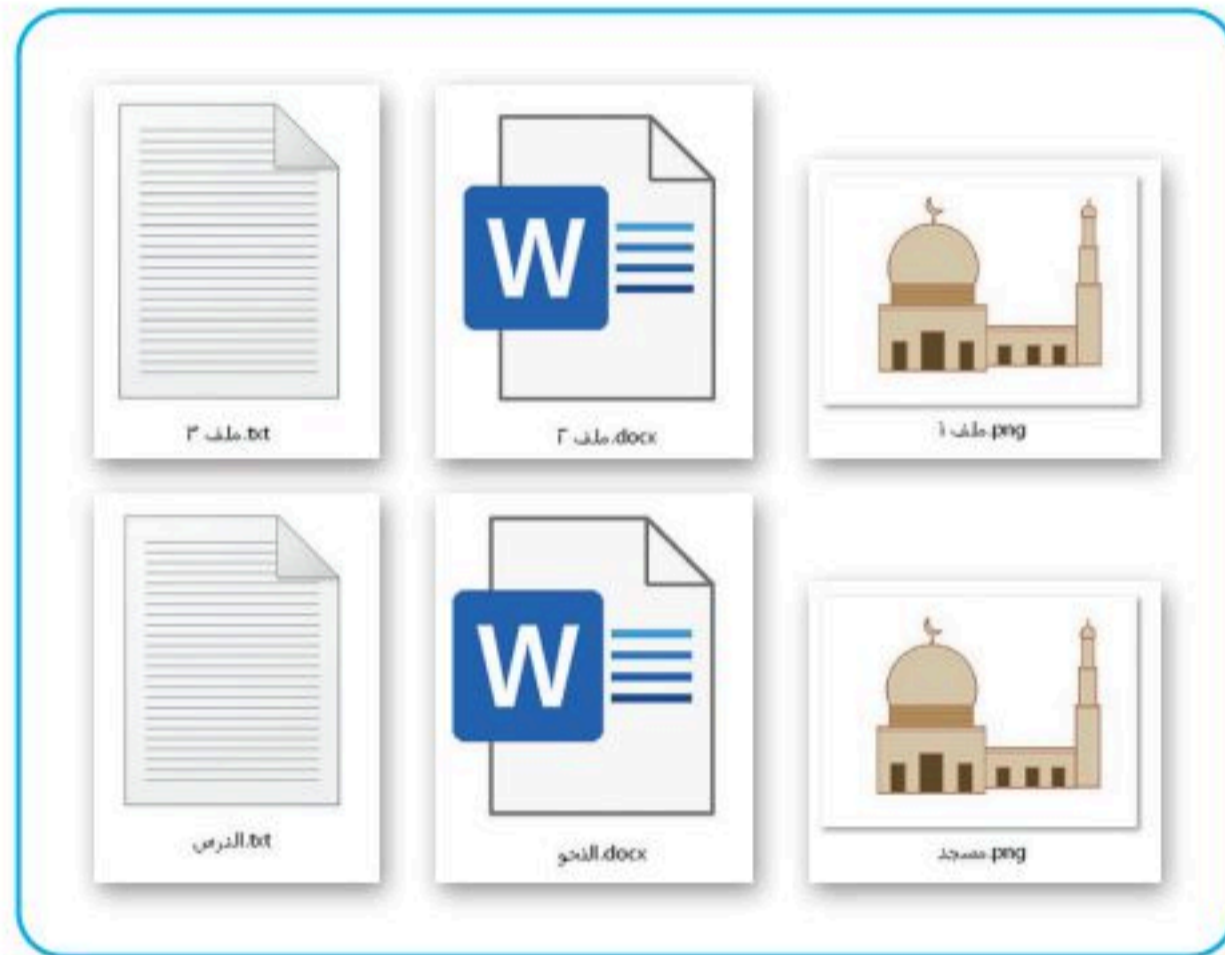 ملف ١.png
W
ملف ٢.docx
ملف ٣.txt
مسجد.png
W
النحو.docx
الدرس.txt